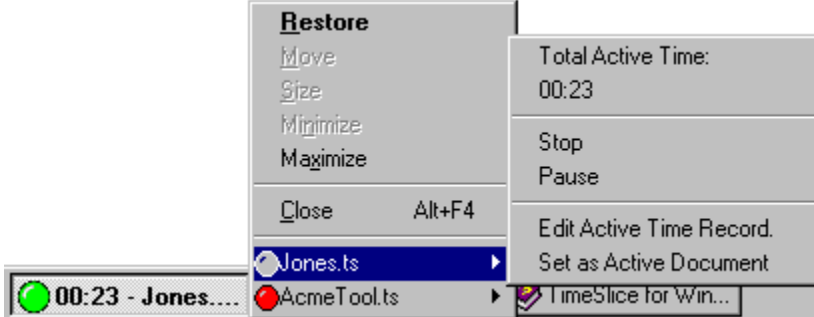 Restore
Move
Size
Minimize
Maximize
Close Alt+F4
Jones.ts
AcmeTool.ts
Total Active Time:
00:23
Stop
Pause
Edit Active Time Record.
Set as Active Document
00:23 - Jones....
TimeSlice for Win...